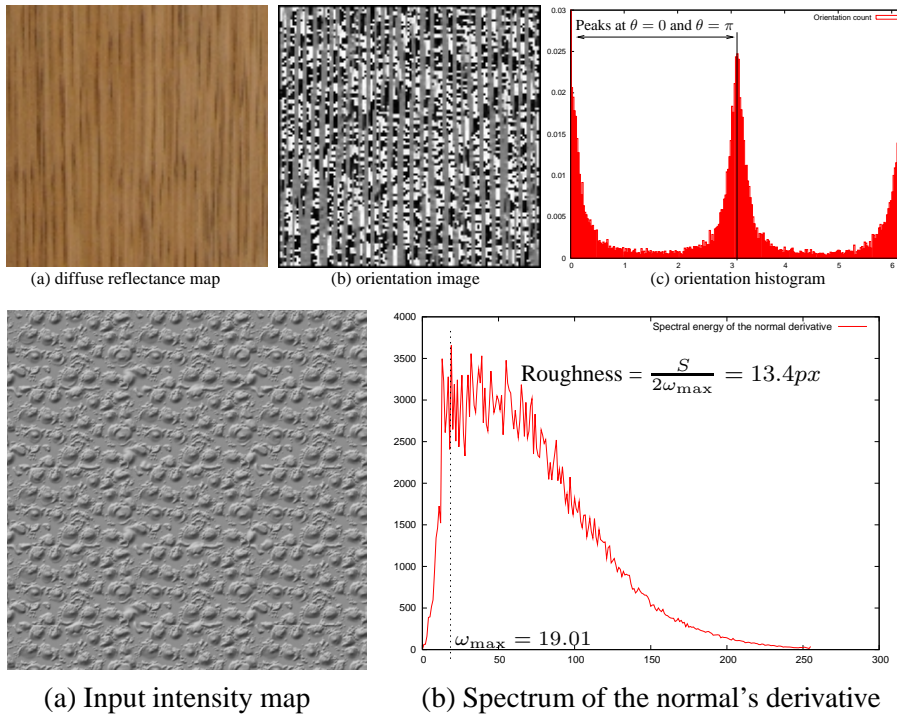 0.03
0.025
0.02
0.015
0.01
0.005
0
Orientation count
Peaks at θ = 0 and θ = π
0 1 2 3 4 5 6
(a) diffuse reflectance map
(b) orientation image
(c) orientation histogram
4000
3500
3000
2500
2000
1500
1000
500
0
Spectral energy of the normal derivative
Roughness = S / 2ω_max = 13.4px
ω_max = 19.01
0 50 100 150 200 250 300
(a) Input intensity map
(b) Spectrum of the normal's derivative